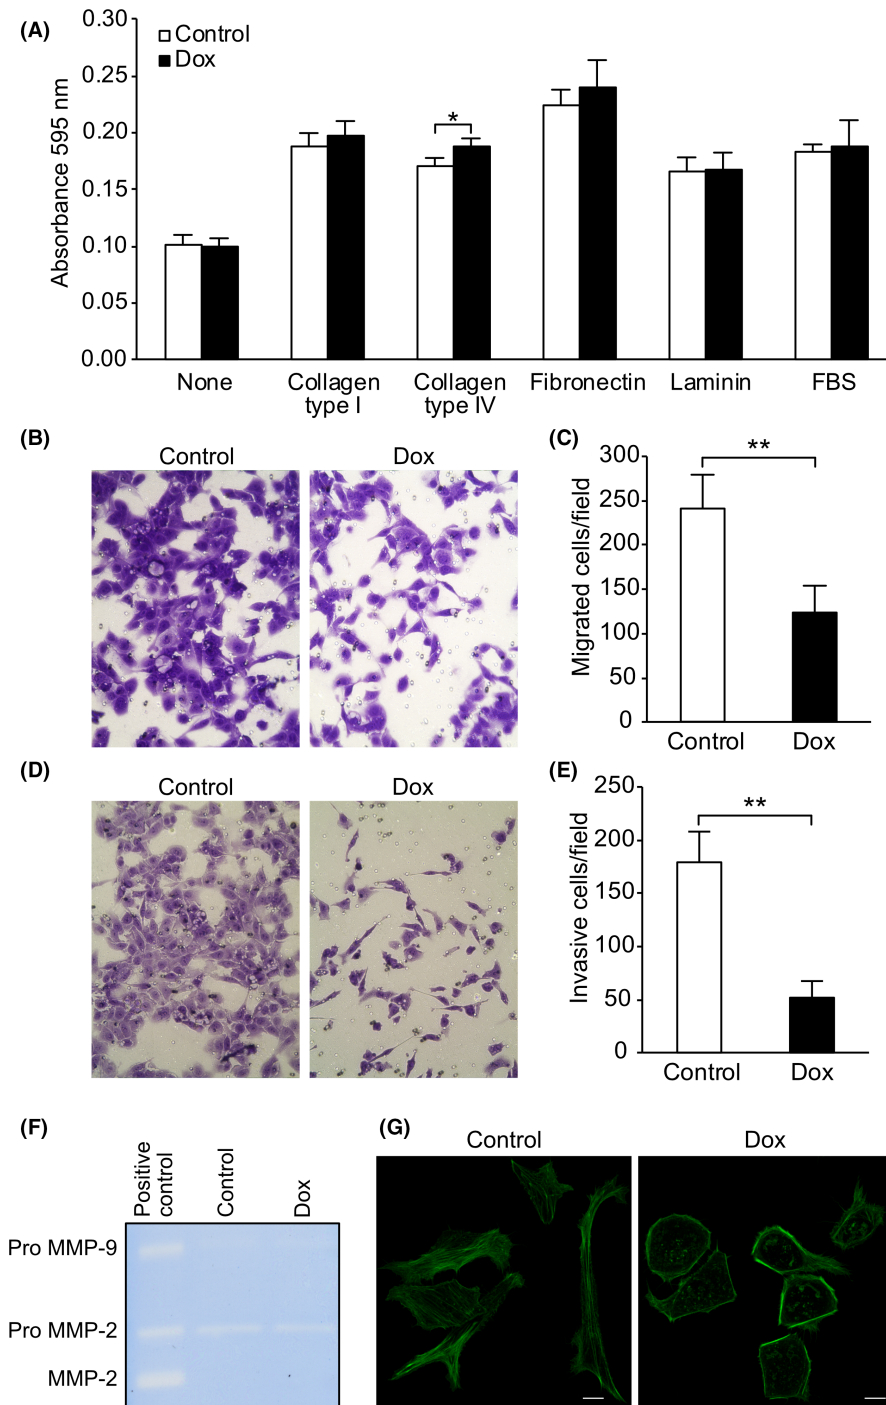 (A)
Absorbance 595 nm
0.30
0.25
0.20
0.15
0.10
0.05
0.00
Control
Dox
*
None
Collagen type I
Collagen type IV
Fibronectin
Laminin
FBS
(B)
Control
Dox
(C)
Migrated cells/field
300
250
200
150
100
50
0
**
Control
Dox
(D)
Control
Dox
(E)
Invasive cells/field
250
200
150
100
50
0
**
Control
Dox
(F)
Positive control
Control
Dox
Pro MMP-9
Pro MMP-2
MMP-2
(G)
Control
Dox